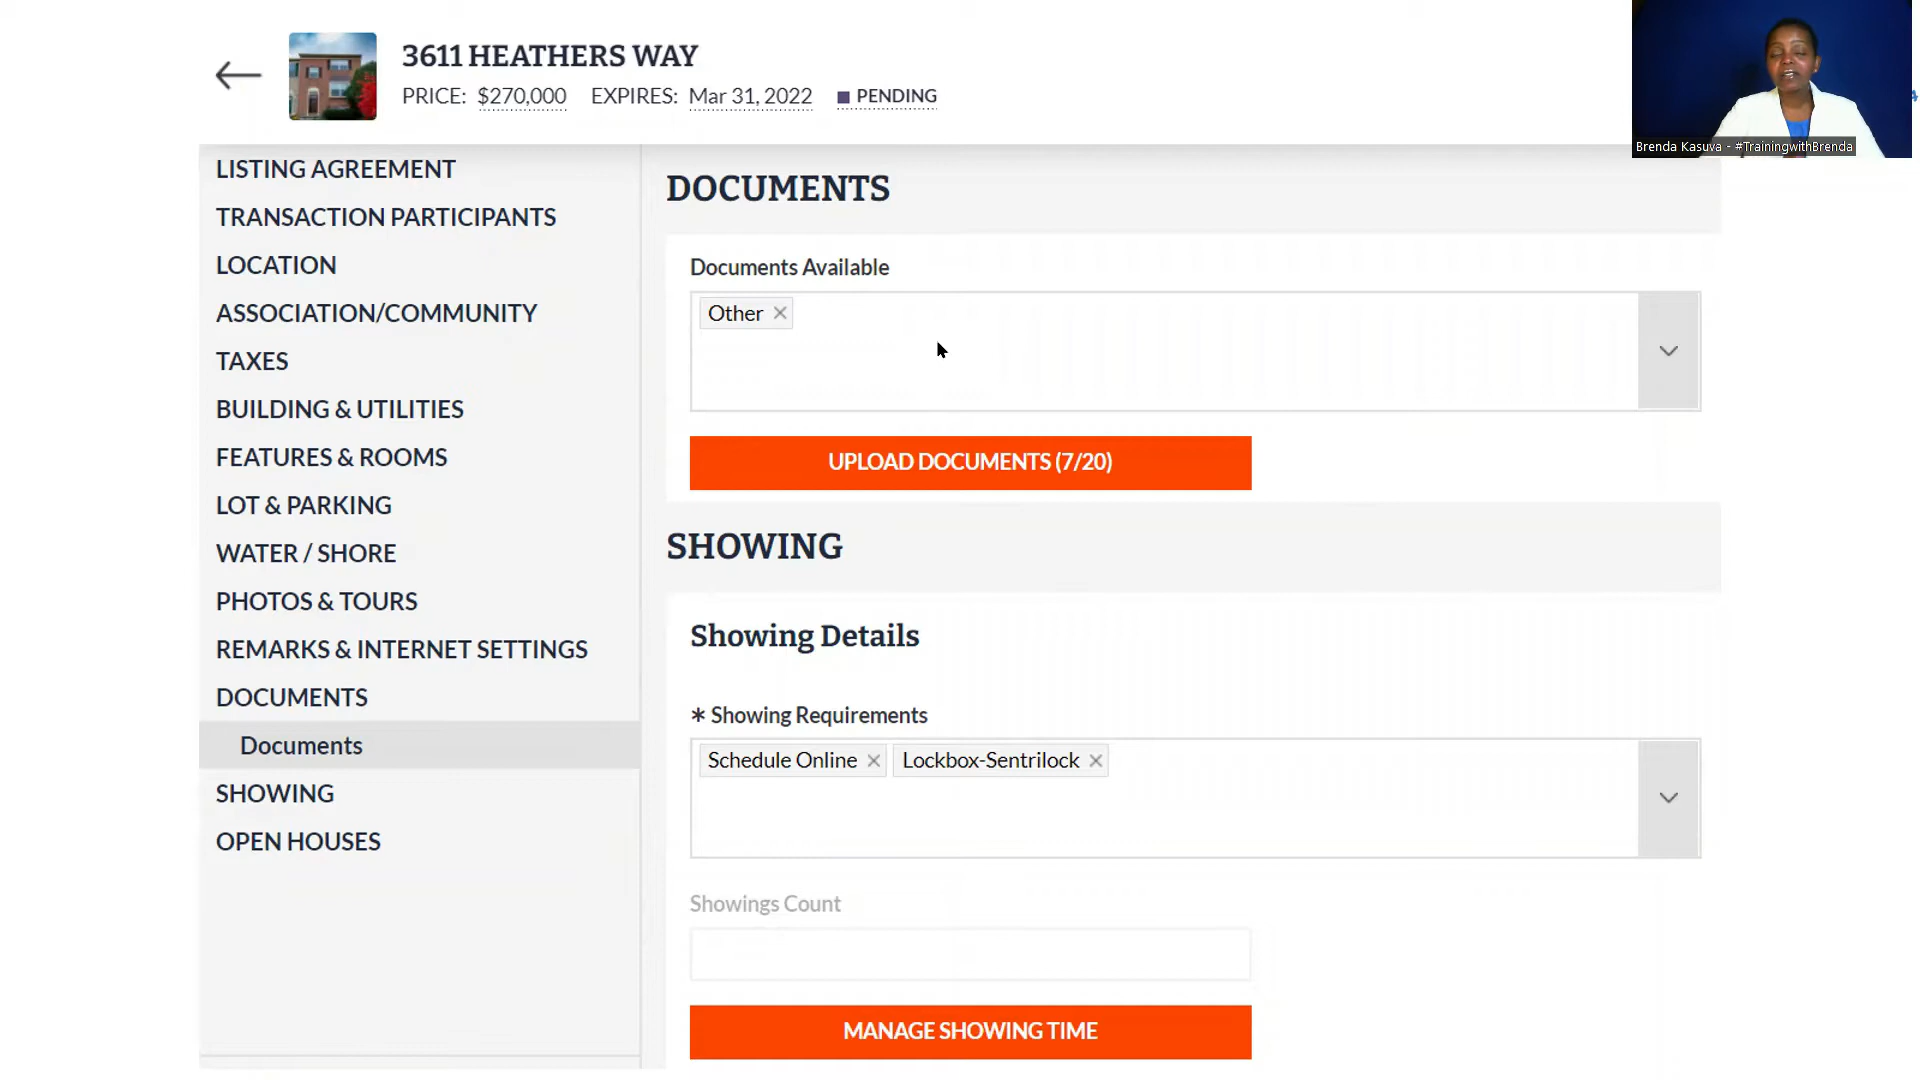 3611 HEATHERS WAY
PRICE: $270,000 EXPIRES: Mar 31, 2022 PENDING
Brenda Kasuva - #TrainingwithBrenda
LISTING AGREEMENT
TRANSACTION PARTICIPANTS
LOCATION
ASSOCIATION/COMMUNITY
TAXES
BUILDING & UTILITIES
FEATURES & ROOMS
LOT & PARKING
WATER / SHORE
PHOTOS & TOURS
REMARKS & INTERNET SETTINGS
DOCUMENTS
Documents
SHOWING
OPEN HOUSES
DOCUMENTS
Documents Available
Other
UPLOAD DOCUMENTS (7/20)
SHOWING
Showing Details
* Showing Requirements
Schedule Online Lockbox-Sentrilock
Showings Count
MANAGE SHOWING TIME